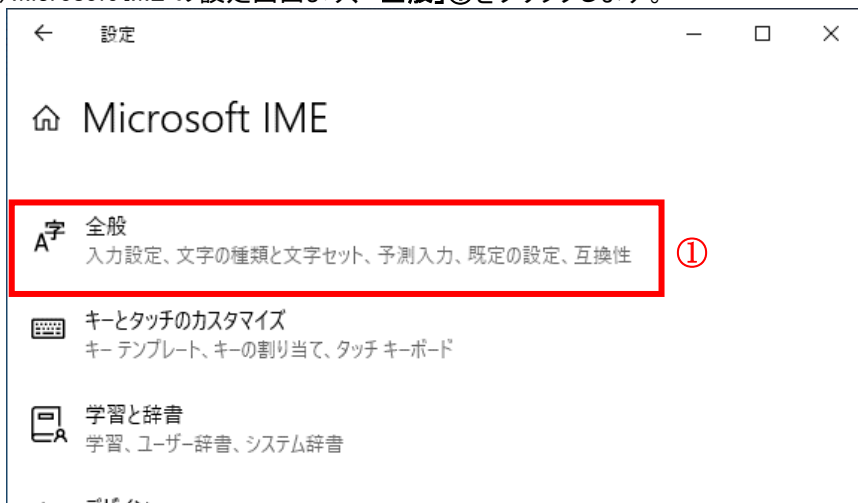 設定
Microsoft IME
全般
入力設定、文字の種類と文字セット、予測入力、既定の設定、互換性
①
キーとタッチのカスタマイズ
キー テンプレート、キーの割り当て、タッチ キーボード
学習と辞書
学習、ユーザー辞書、システム辞書